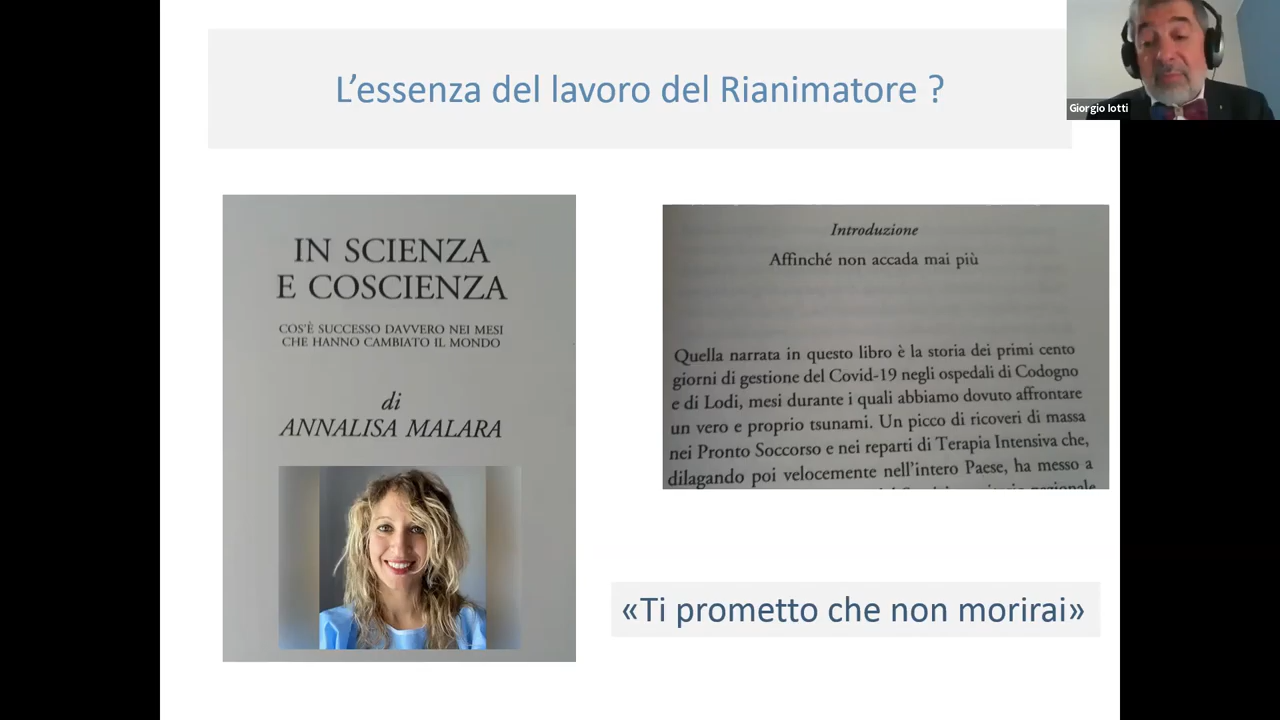 L'essenza del lavoro del Rianimatore ?
Giorgio Iotti
IN SCIENZA
E COSCIENZA
COS'È SUCCESSO DAVVERO NEI MESI
CHE HANNO CAMBIATO IL MONDO
di
ANNALISA MALARA
Introduzione
Affinché non accada mai più
Quella narrata in questo libro è la storia dei primi cento
giorni di gestione del Covid-19 negli ospedali di Codogno
e di Lodi, mesi durante i quali abbiamo dovuto affrontare
un vero e proprio tsunami. Un picco di ricoveri di massa
nei Pronto Soccorso e nei reparti di Terapia Intensiva che,
dilagando poi velocemente nell'intero Paese, ha messo a
«Ti prometto che non morirai»